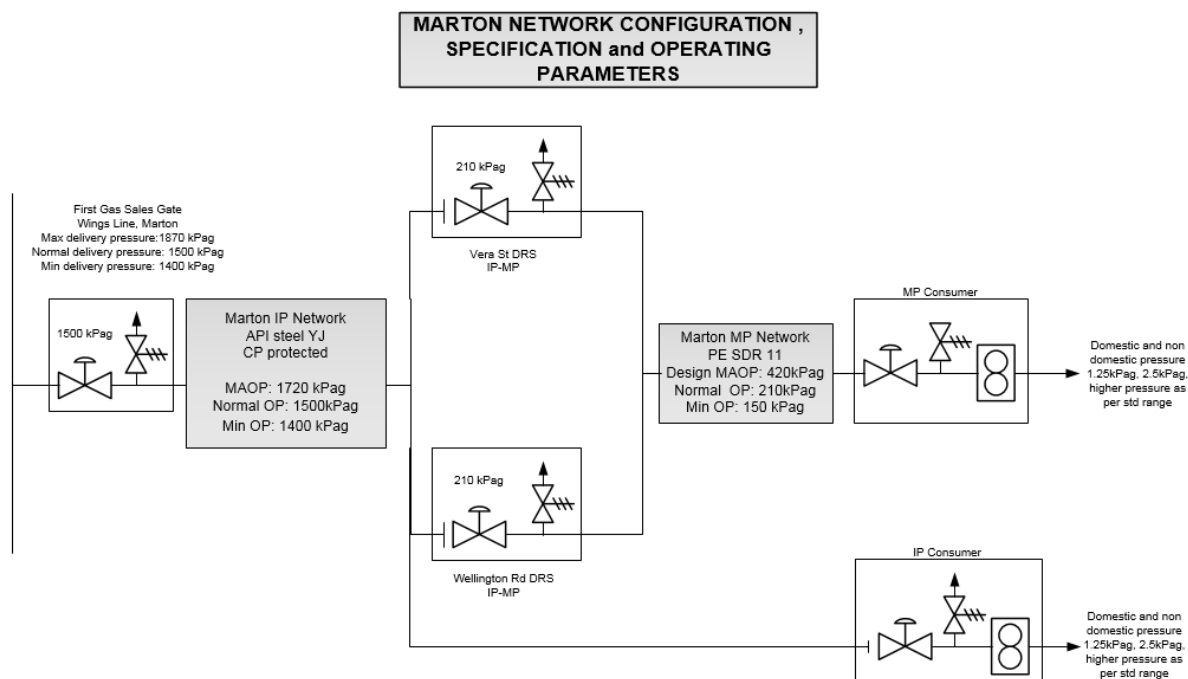 MARTON NETWORK CONFIGURATION ,
SPECIFICATION and OPERATING
PARAMETERS
First Gas Sales Gate
Wings Line, Marton
Max delivery pressure:1870 kPag
Normal delivery pressure: 1500 kPag
Min delivery pressure: 1400 kPag
1500 kPag
Marton IP Network
API steel YJ
CP protected
MAOP: 1720 kPag
Normal OP: 1500kPag
Min OP: 1400 kPag
210 kPag
Vera St DRS
IP-MP
210 kPag
Wellington Rd DRS
IP-MP
Marton MP Network
PE SDR 11
Design MAOP: 420kPag
Normal OP: 210kPag
Min OP: 150 kPag
MP Consumer
Domestic and non
domestic pressure
1.25kPag, 2.5kPag,
higher pressure as
per std range
IP Consumer
Domestic and non
domestic pressure
1.25kPag, 2.5kPag,
higher pressure as
per std range